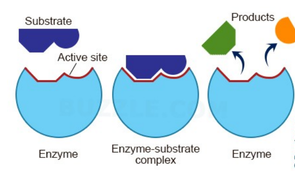 Substrate
Products
Active site
Enzyme
Enzyme-substrate
complex
Enzyme